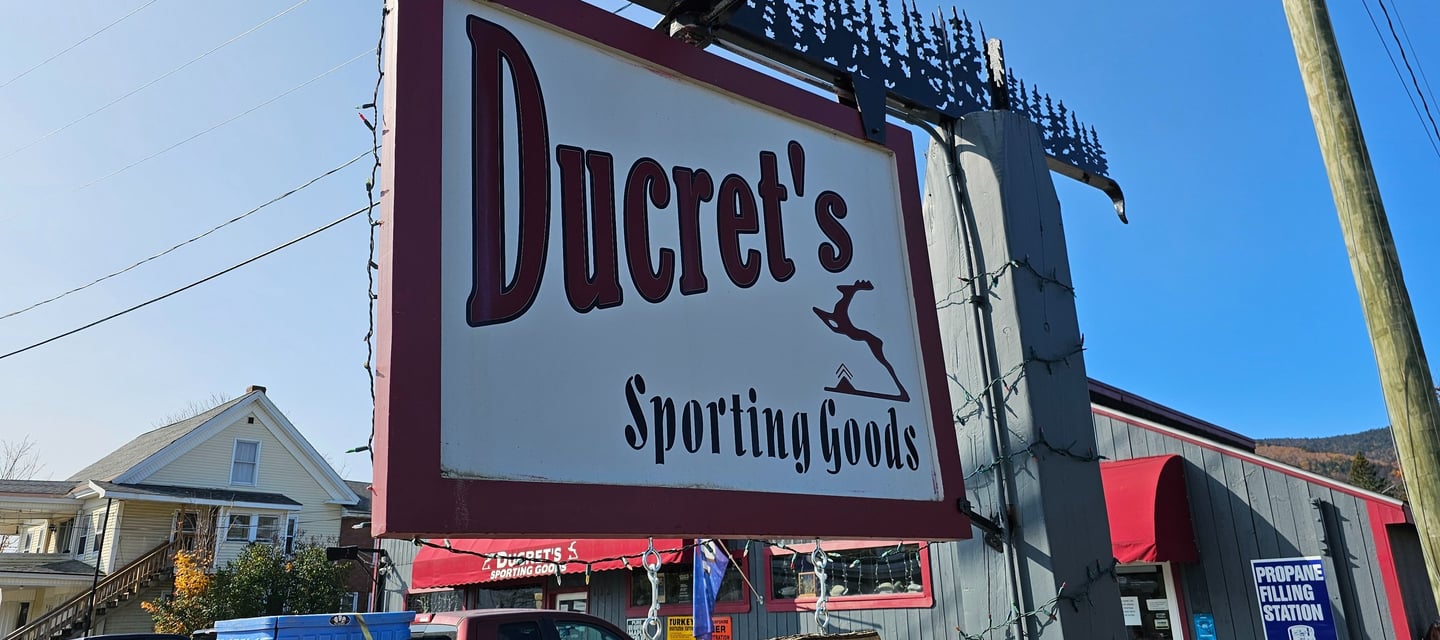 Ducret's
Sporting Goods
DUCRET'S
SPORTING GOODS
TURKEY
PROPANE
FILLING
STATION